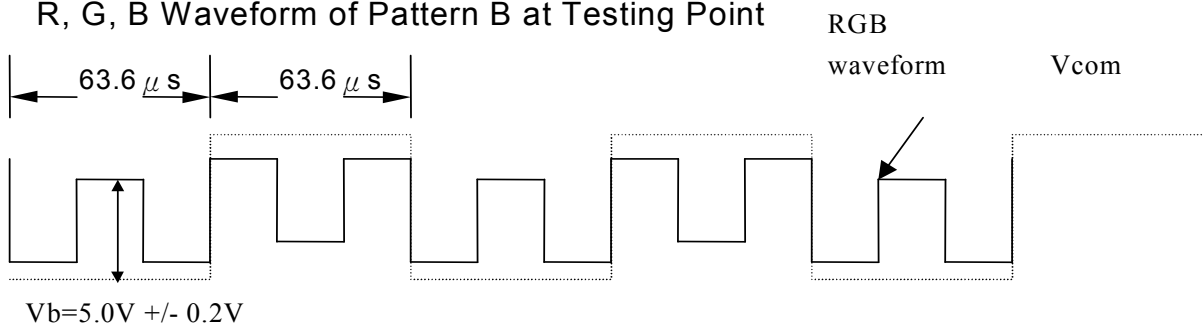 R, G, B Waveform of Pattern B at Testing Point
RGB
waveform
Vcom
63.6 μ s
63.6 μ s
Vb=5.0V +/- 0.2V